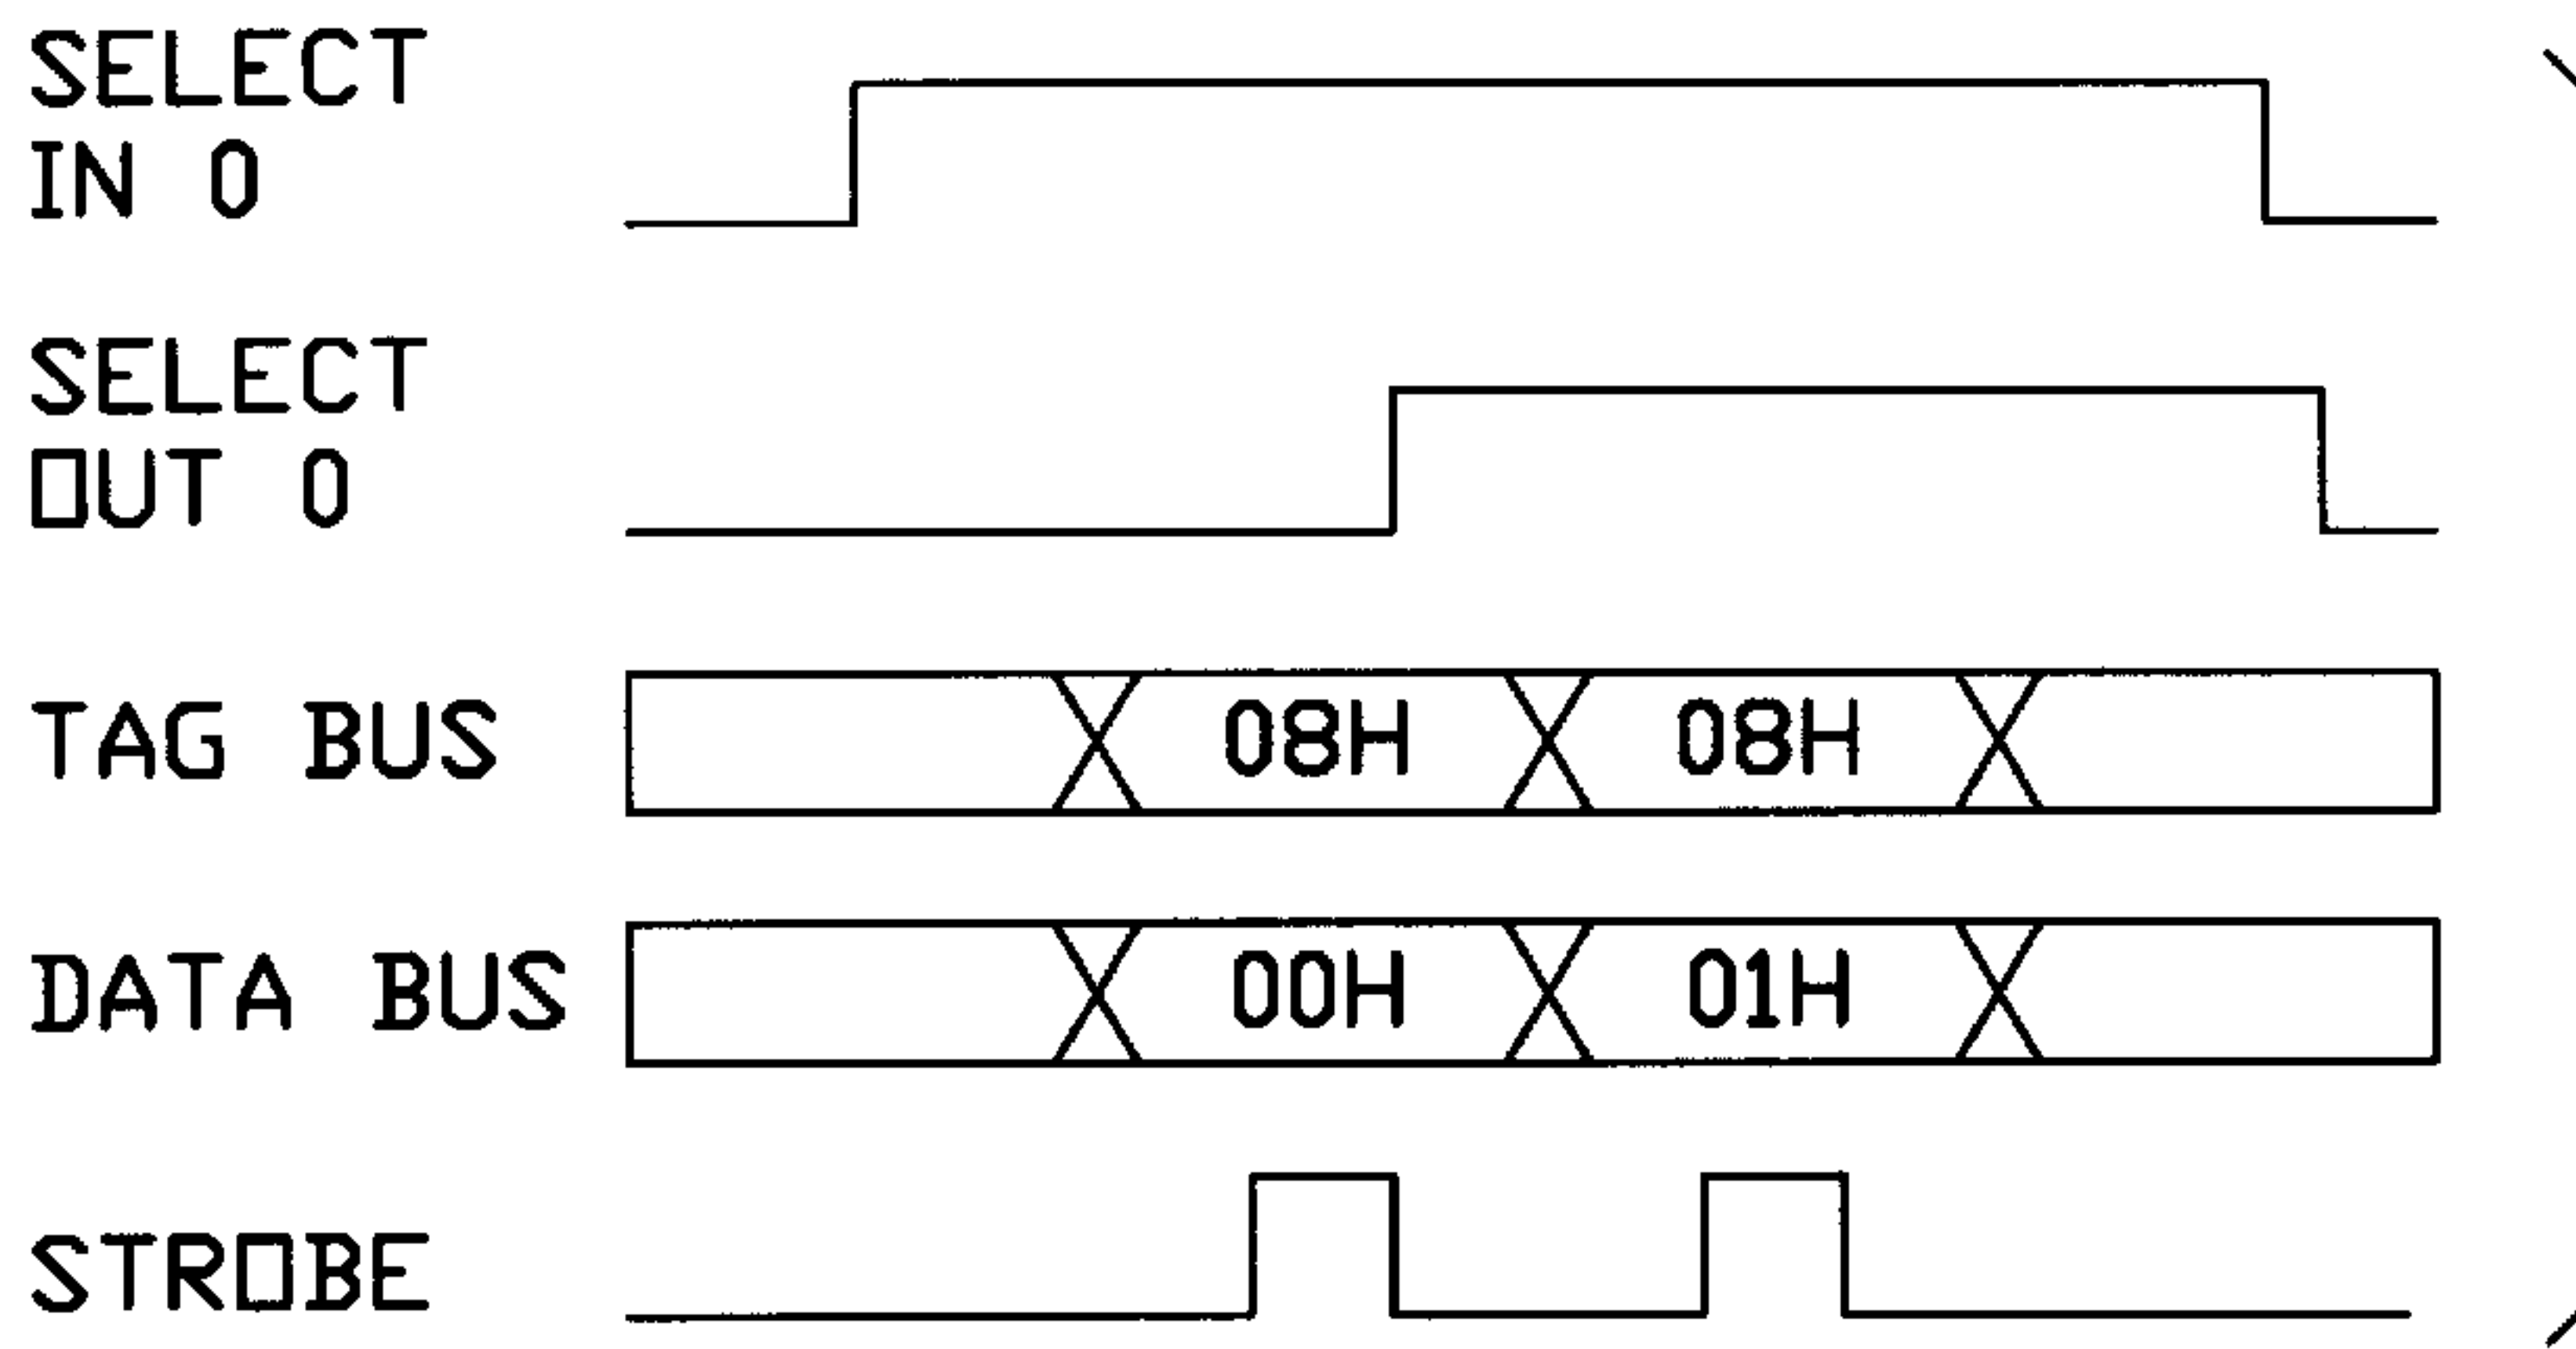 SELECT
IN 0
SELECT
OUT 0
TAG BUS 08H 08H
DATA BUS 00H 01H
STROBE